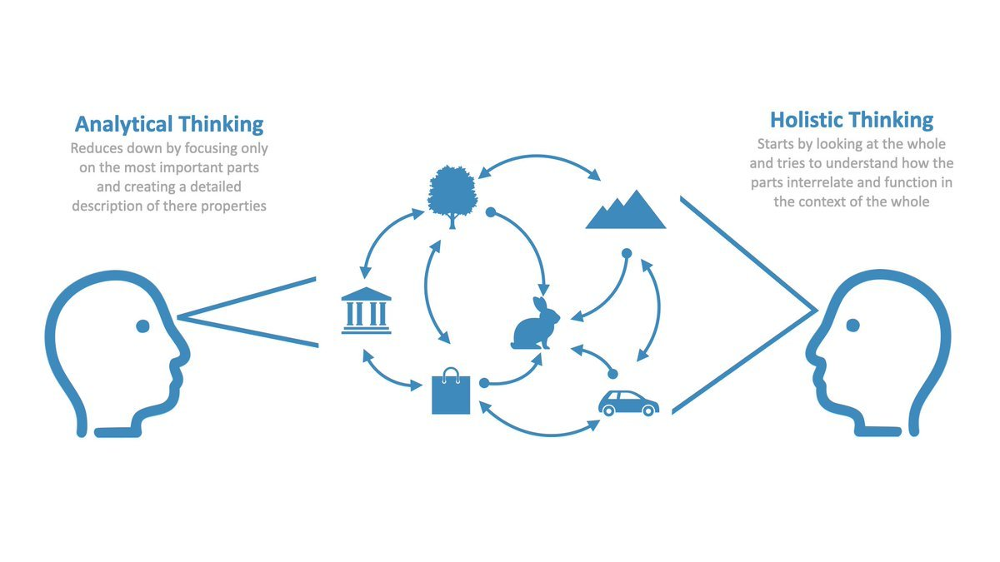 Analytical Thinking
Reduces down by focusing only
on the most important parts
and creating a detailed
description of there properties
Holistic Thinking
Starts by looking at the whole
and tries to understand how the
parts interrelate and function in
the context of the whole